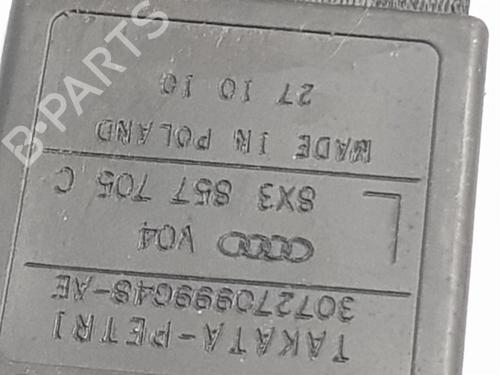 TAKATA-PETRI
307270999G48-AE
V04
L 8X3 857 705 C
MADE IN POLAND
27 10 10
B-PARTS